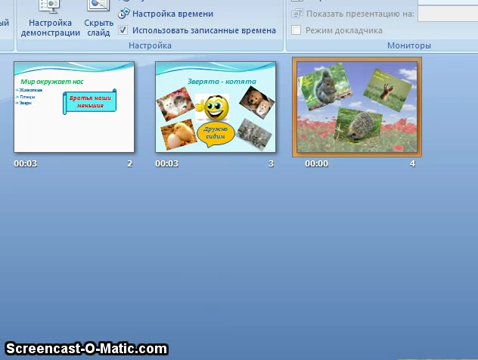 Настройка демонстрации
Скрыть слайд
Настройка времени
Использовать записанные времена
Настройка
Показать презентацию на:
Режим докладчика
Мониторы
Мир окружает нас
Животные
Птицы
Звери
Братья наши меньшие
00:03 2
Зверята - котята
Дружно сидим
00:03 3
00:00 4
Screencast-O-Matic.com